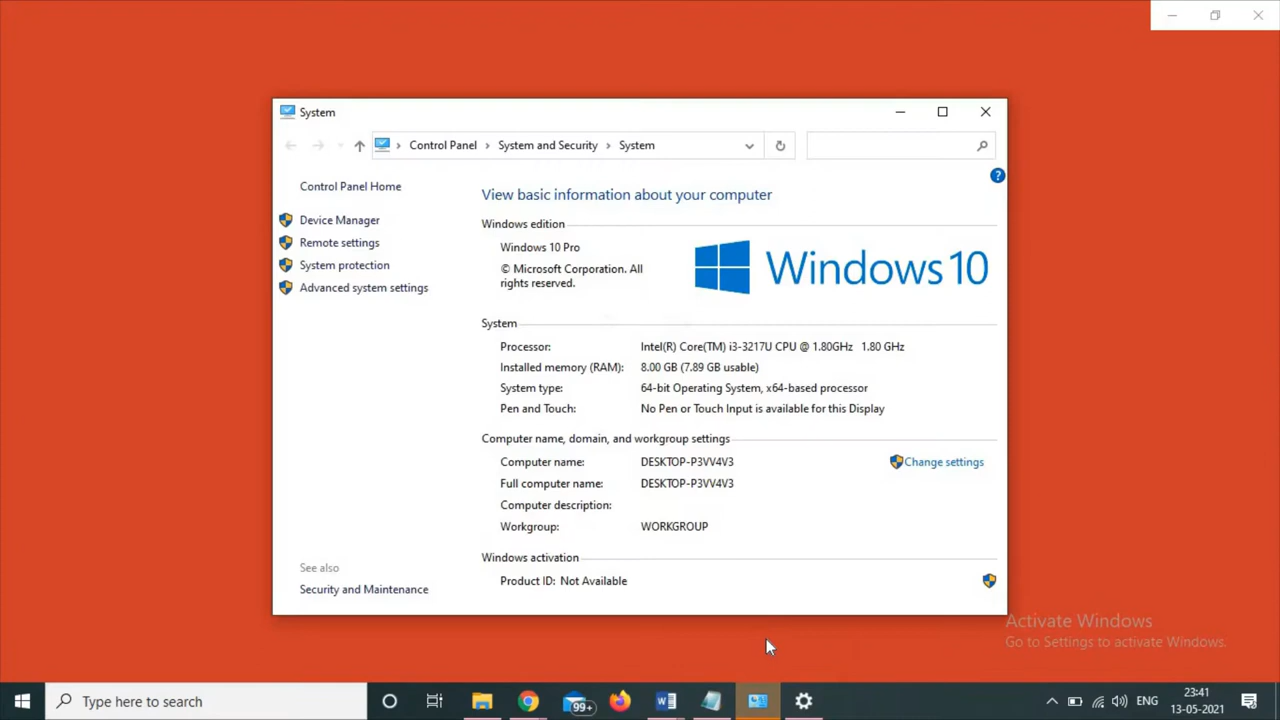 System
Control Panel System and Security System
Control Panel Home
Device Manager
Remote settings
System protection
Advanced system settings
See also
Security and Maintenance
?
View basic information about your computer
Windows edition
Windows 10 Pro
© Microsoft Corporation. All
rights reserved.
Windows 10
System
Processor: Intel(R) Core(TM) i3-3217U CPU @ 1.80GHz 1.80 GHz
Installed memory (RAM): 8.00 GB (7.89 GB usable)
System type: 64-bit Operating System, x64-based processor
Pen and Touch: No Pen or Touch Input is available for this Display
Computer name, domain, and workgroup settings
Computer name: DESKTOP-P3VV4V3 Change settings
Full computer name: DESKTOP-P3VV4V3
Computer description:
Workgroup: WORKGROUP
Windows activation
Product ID: Not Available
Activate Windows
Go to Settings to activate Windows.
Type here to search
99+
W
ENG
23:41
13-05-2021